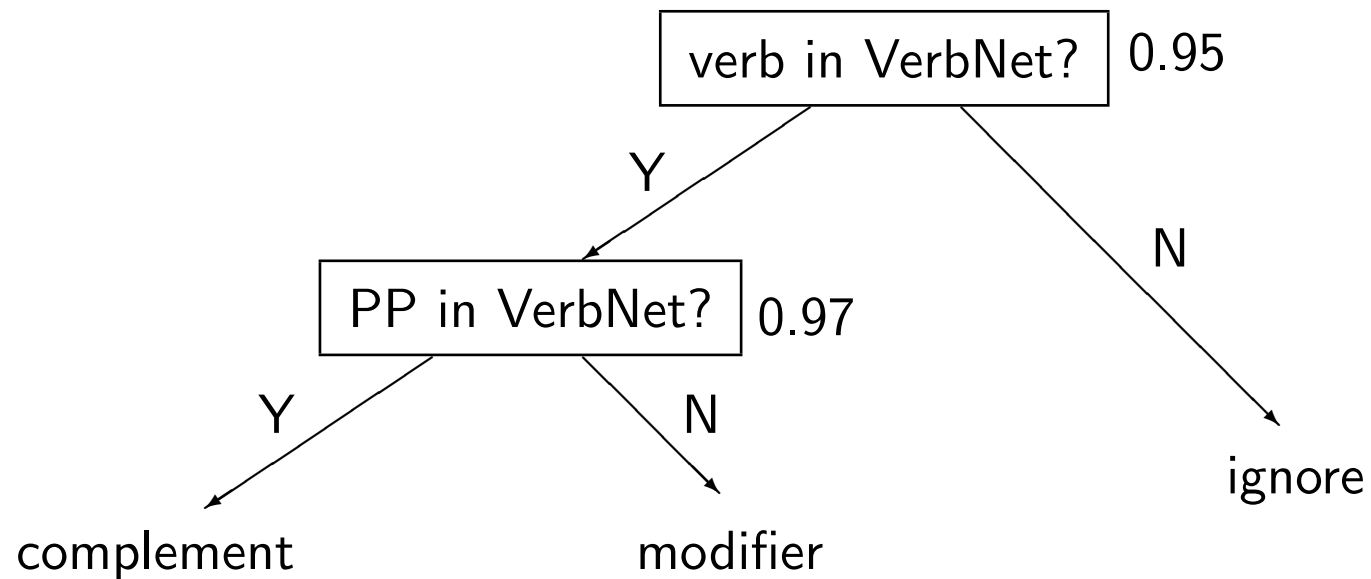 verb in VerbNet? 0.95
Y
N
PP in VerbNet? 0.97
Y
N
ignore
complement
modifier